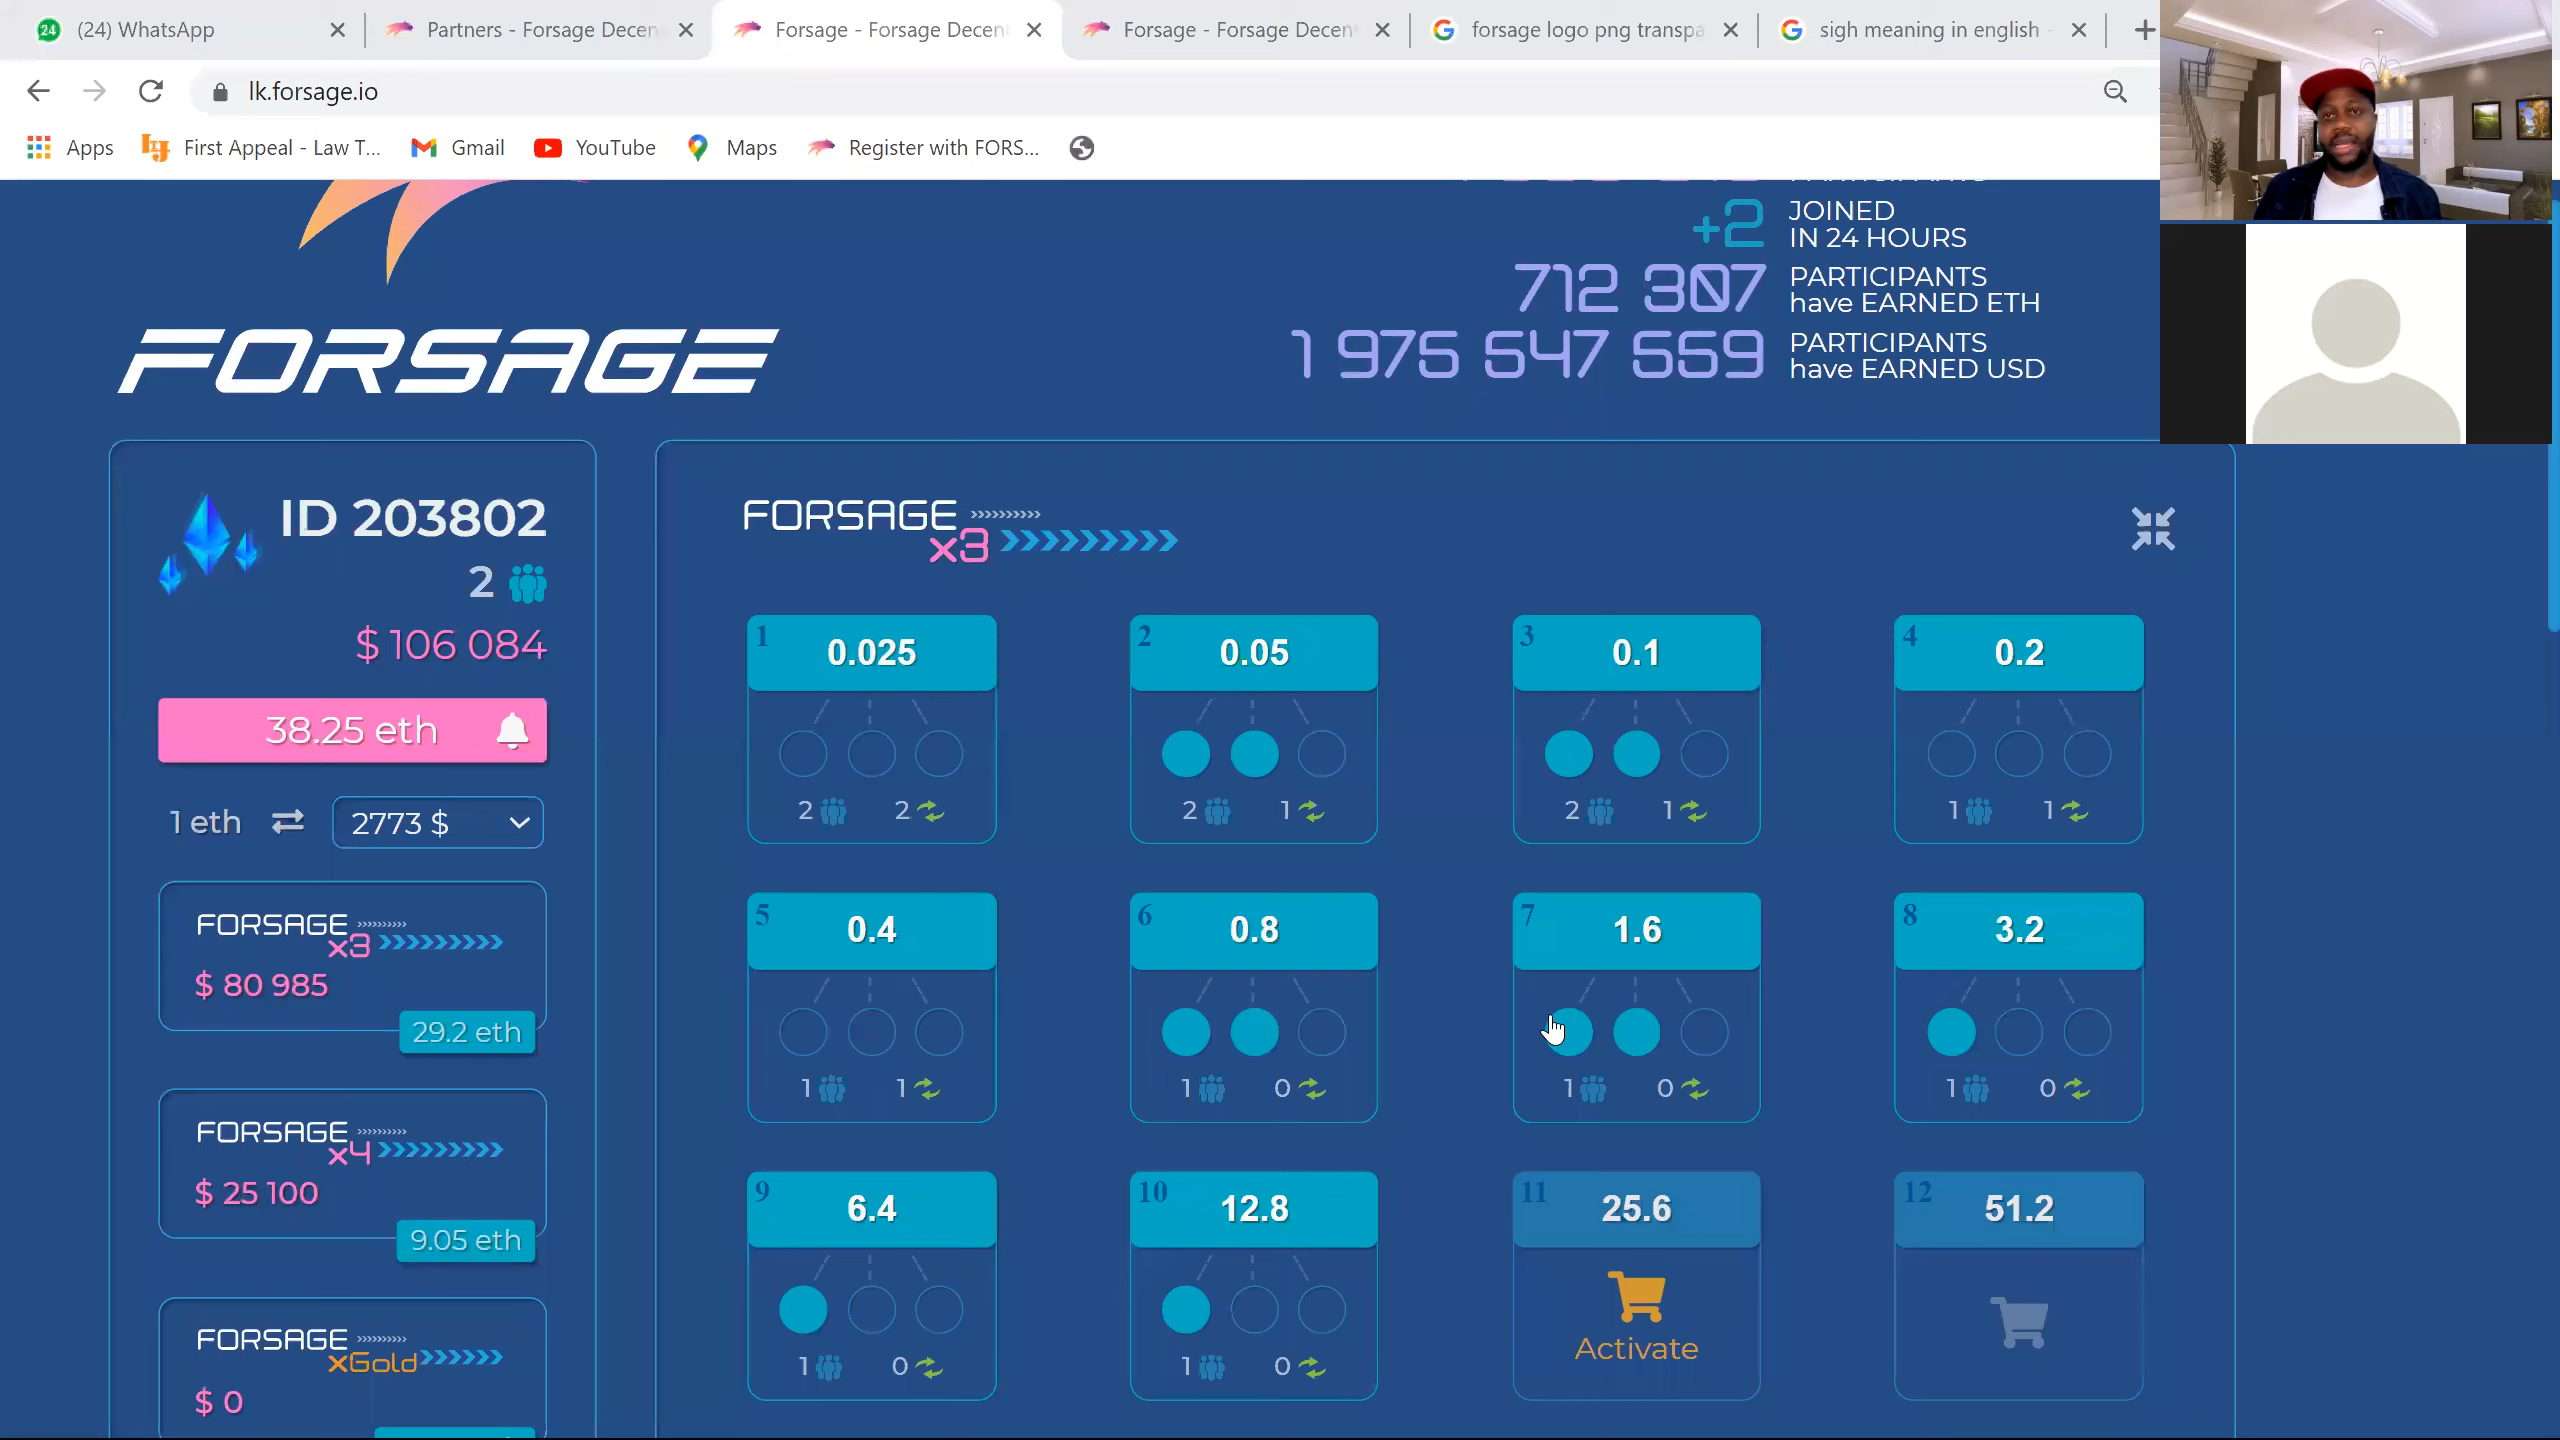 24 (24) WhatsApp
Partners - Forsage Decen
Forsage - Forsage Decent
Forsage - Forsage Decent
forsage logo png transpa
sigh meaning in english -
lk.forsage.io
Apps
First Appeal - Law T...
Gmail
YouTube
Maps
Register with FORS...
+2 JOINED
IN 24 HOURS
712 307 PARTICIPANTS
have EARNED ETH
1 975 547 559 PARTICIPANTS
have EARNED USD
FORSAGE
ID 203802
2
$ 106 084
38.25 eth
1 eth 2773 $
FORSAGE
x3
$ 80 985
29.2 eth
FORSAGE
x4
$ 25 100
9.05 eth
FORSAGE
xGold
$ 0
FORSAGE
x3
1 0.025
2 2
2 0.05
2 1
3 0.1
2 1
4 0.2
1 1
5 0.4
1 1
6 0.8
1 0
7 1.6
1 0
8 3.2
1 0
9 6.4
1 0
10 12.8
1 0
11 25.6
Activate
12 51.2